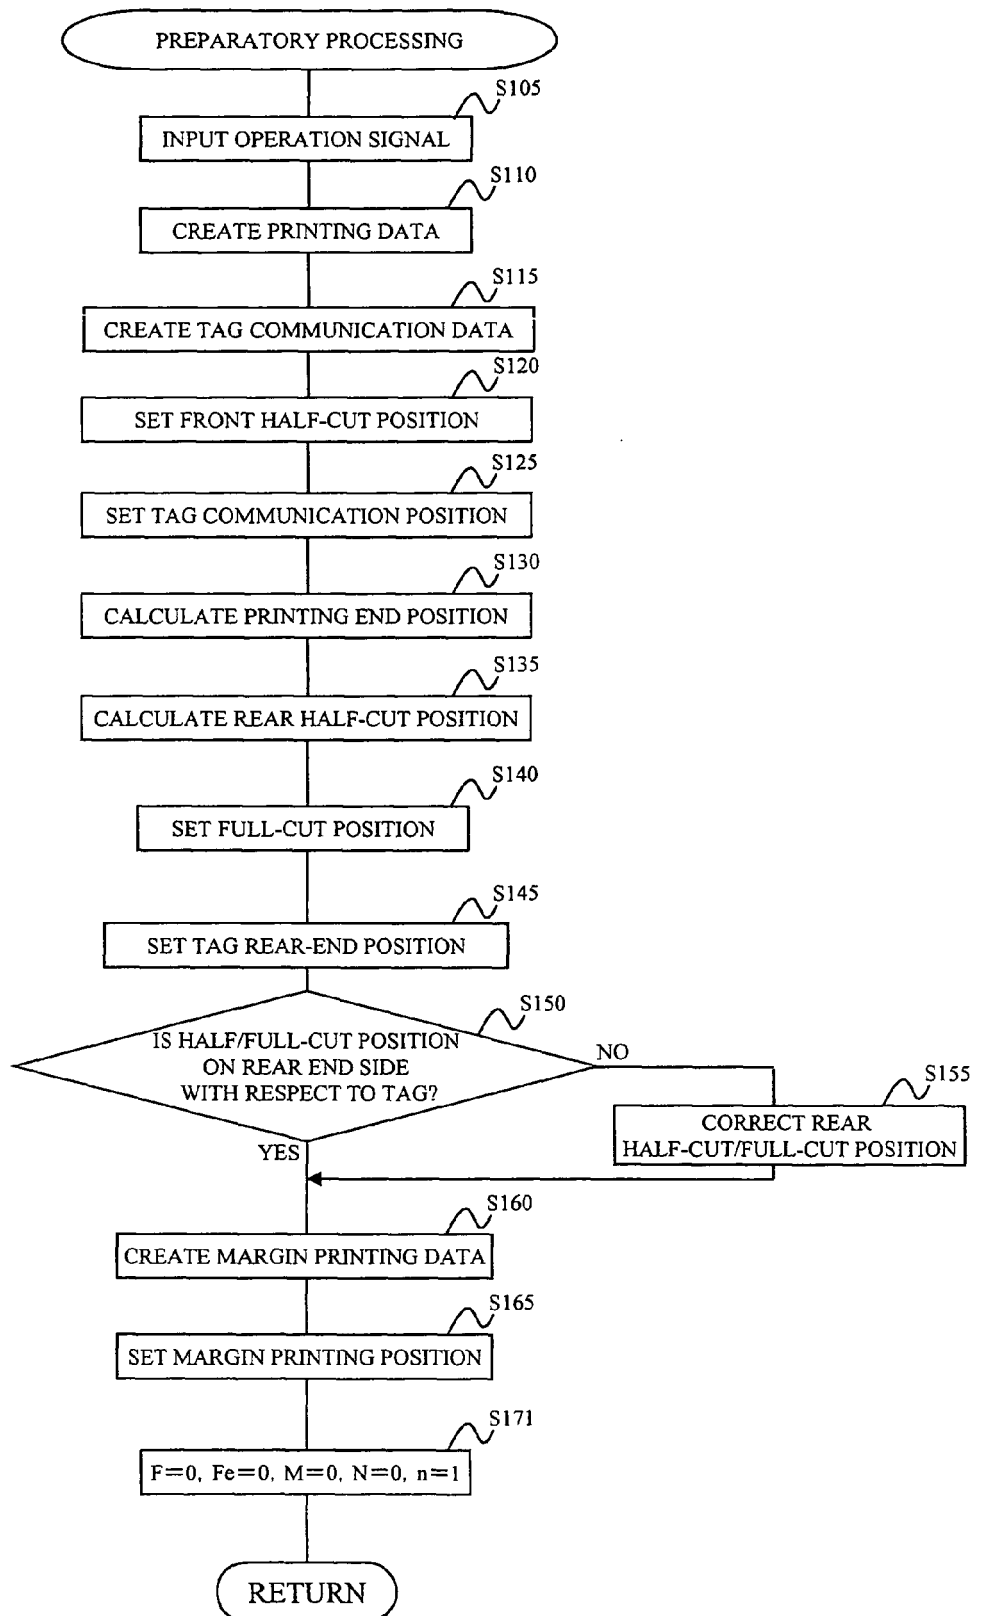 PREPARATORY PROCESSING
S105
INPUT OPERATION SIGNAL
S110
CREATE PRINTING DATA
S115
CREATE TAG COMMUNICATION DATA
S120
SET FRONT HALF-CUT POSITION
S125
SET TAG COMMUNICATION POSITION
S130
CALCULATE PRINTING END POSITION
S135
CALCULATE REAR HALF-CUT POSITION
S140
SET FULL-CUT POSITION
S145
SET TAG REAR-END POSITION
S150
IS HALF/FULL-CUT POSITION
ON REAR END SIDE
WITH RESPECT TO TAG?
NO
S155
CORRECT REAR
HALF-CUT/FULL-CUT POSITION
YES
S160
CREATE MARGIN PRINTING DATA
S165
SET MARGIN PRINTING POSITION
S171
F=0, Fe=0, M=0, N=0, n=1
RETURN